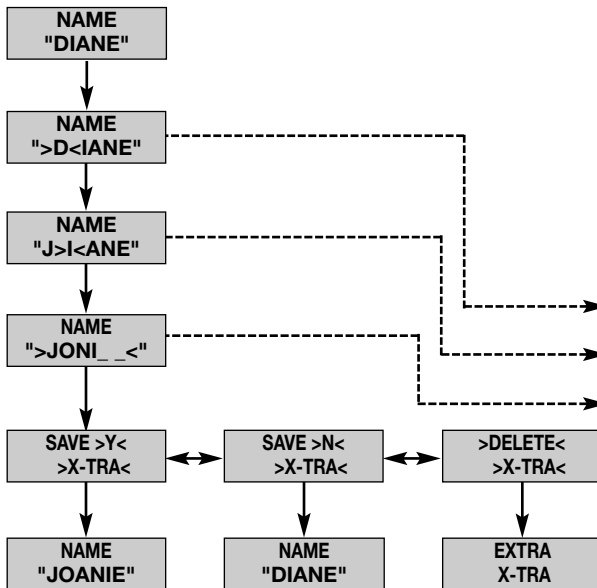 NAME
"DIANE"
NAME
">D<IANE"
NAME
"J>I<ANE"
NAME
">JONI_ _<"
SAVE >Y<
>X-TRA<
SAVE >N<
>X-TRA<
>DELETE<
>X-TRA<
NAME
"JOANIE"
NAME
"DIANE"
EXTRA
X-TRA